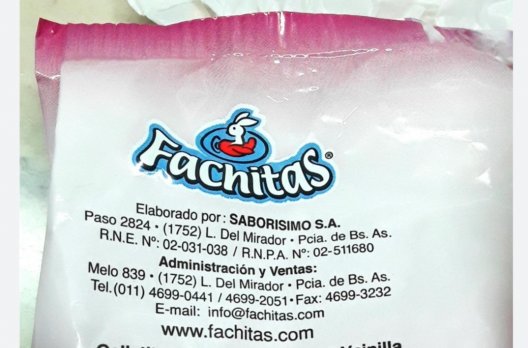 Fachitas®
Elaborado por: SABORISIMO S.A.
Paso 2824 • (1752) L. Del Mirador • Pcia. de Bs. As.
R.N.E. Nº: 02-031-038 / R.N.P.A. Nº: 02-511680
Administración y Ventas:
Melo 839 • (1752) L. Del Mirador • Pcia. de Bs. As.
Tel.(011) 4699-0441 / 4699-2051 • Fax: 4699-3232
E-mail: info@fachitas.com
www.fachitas.com
Vainilla